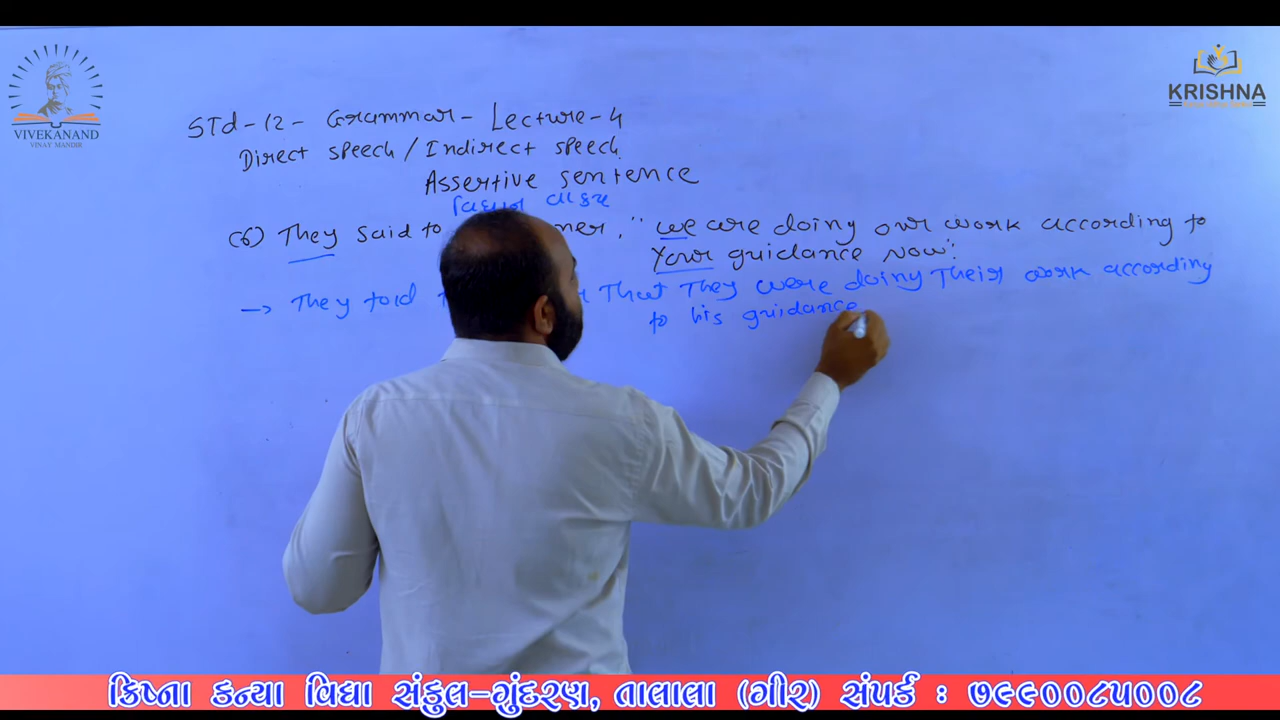 VIVEKANAND
VINAY MANDIR
KRISHNA
STd-12- Grammar- Lecture-4
Direct speech / Indirect speech
Assertive sentence
વિધાન વાક્ય
(6) They said to ner, "we are doing our work according to
your guidance now".
→ They told that They were doing Their work according
to his guidance
ક્રિષ્ના કન્યા વિદ્યા સંકુલ-ગુંદરણ, તાલાલા (ગીર) સંપર્ક : ૭૯૯૦૦૮૫૦૦૮